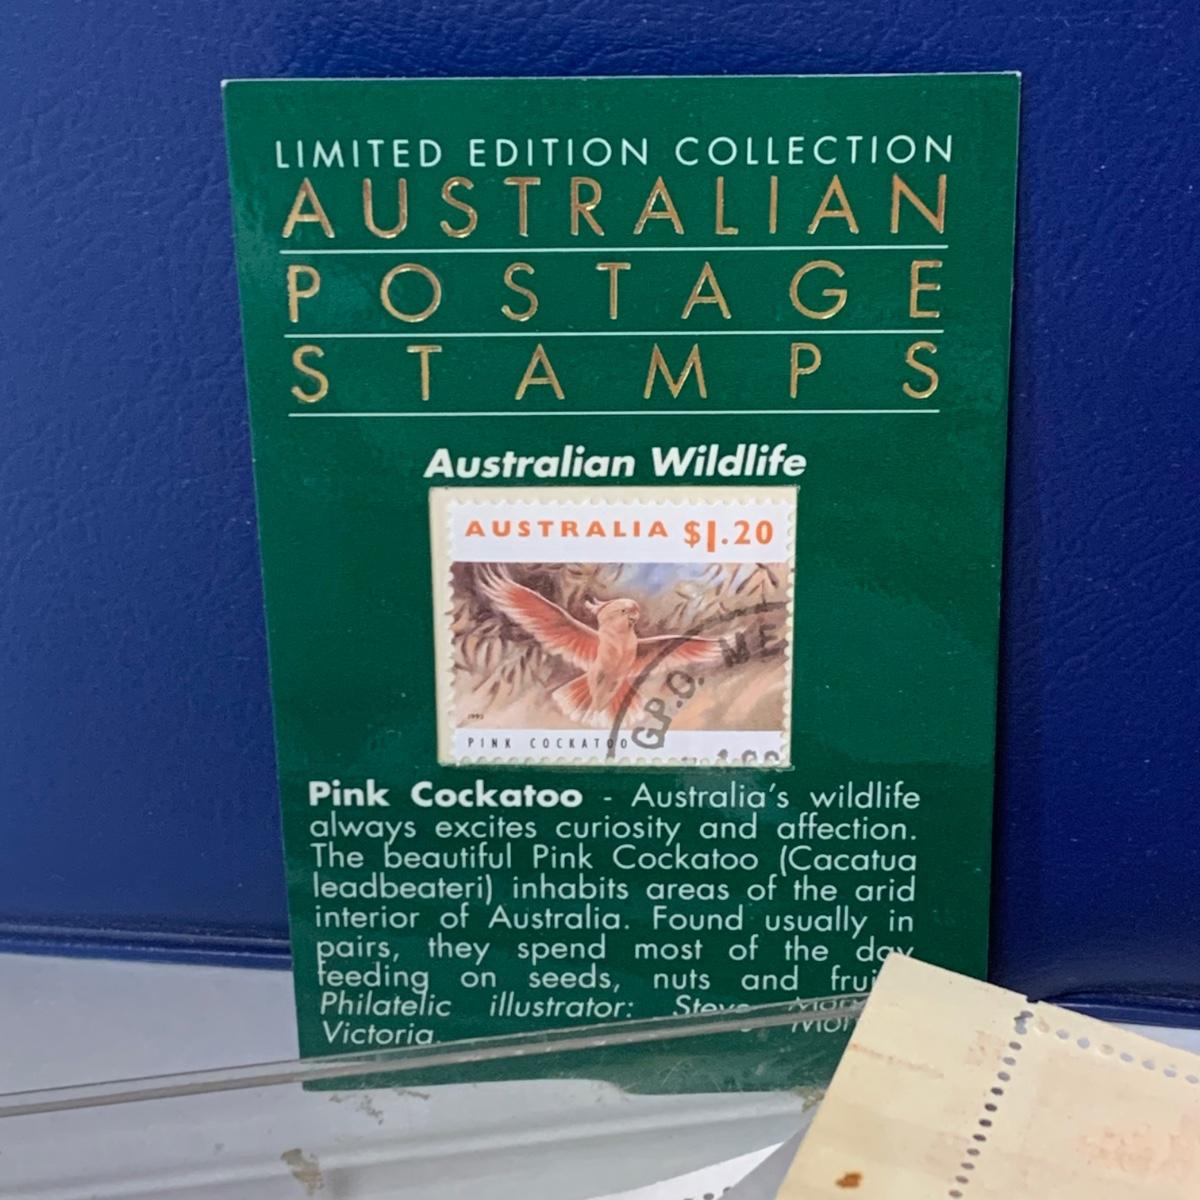 LIMITED EDITION COLLECTION
AUSTRALIAN
POSTAGE
STAMPS
Australian Wildlife
AUSTRALIA $1.20
G.P.O. ME
1993
PINK COCKATOO
Pink Cockatoo - Australia's wildlife
always excites curiosity and affection.
The beautiful Pink Cockatoo (Cacatua
leadbeateri) inhabits areas of the arid
interior of Australia. Found usually in
pairs, they spend most of the day
feeding on seeds, nuts and
Philatelic illustrator:
Victoria.